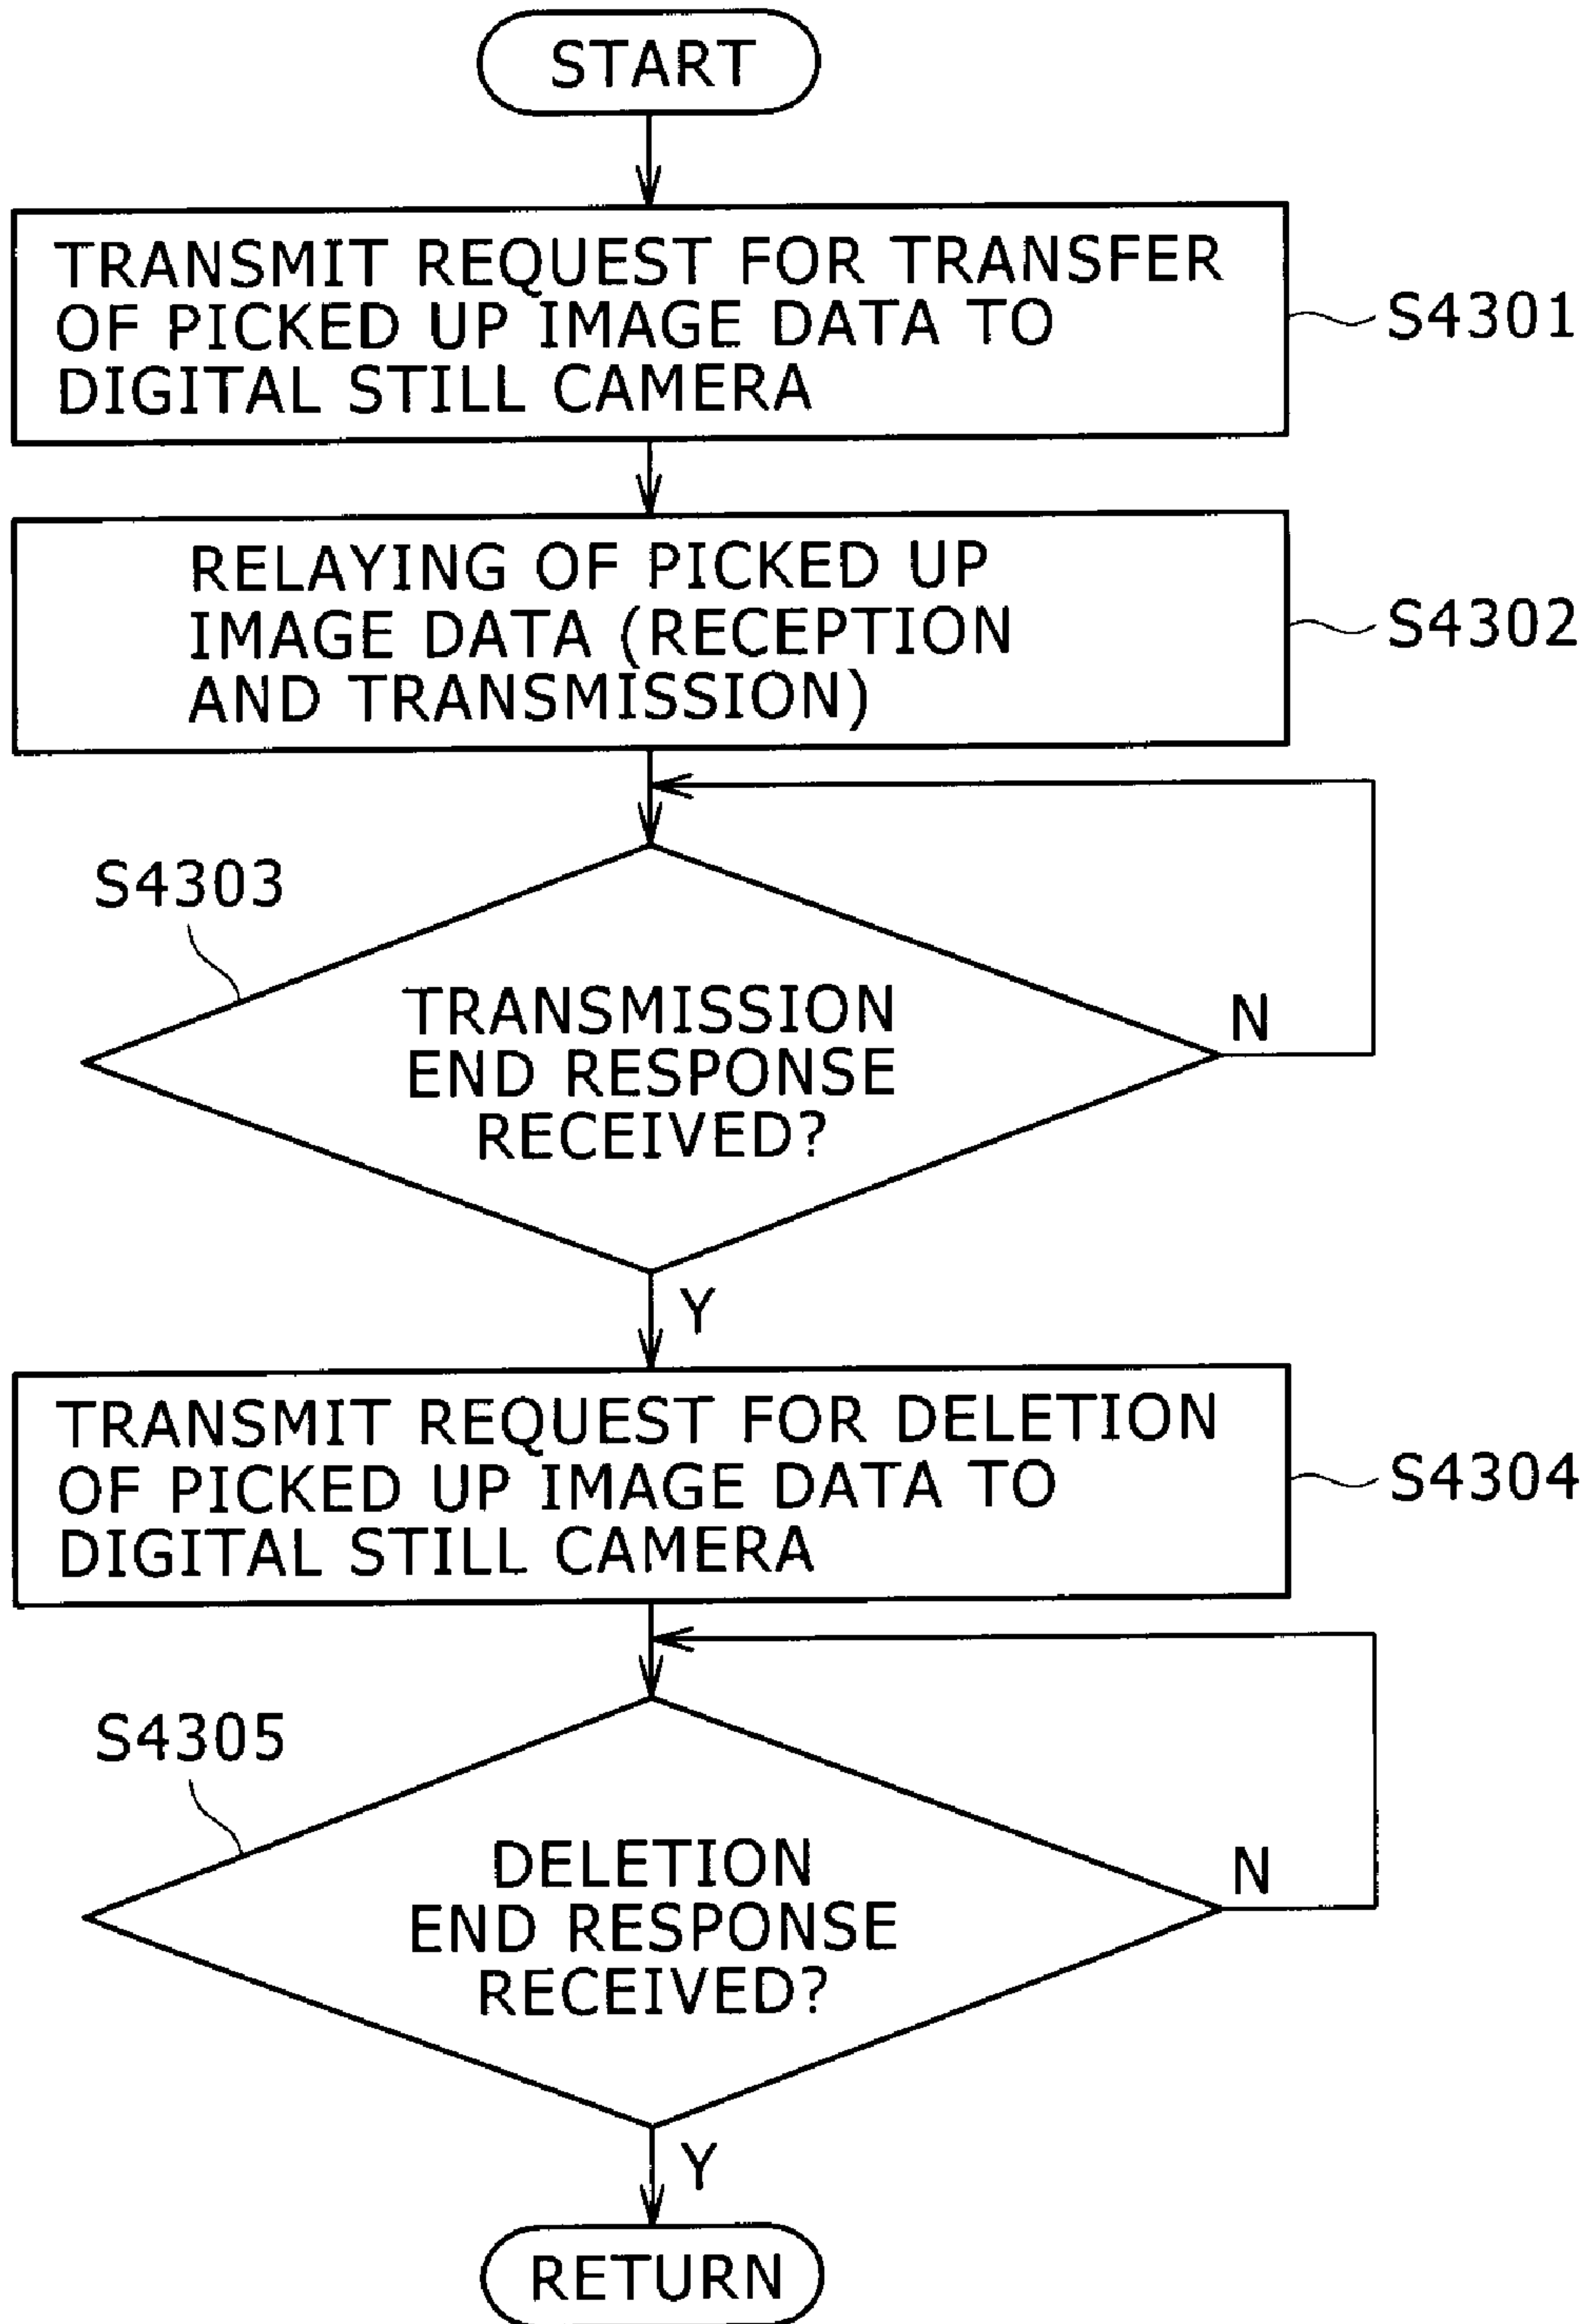 START
TRANSMIT REQUEST FOR TRANSFER
OF PICKED UP IMAGE DATA TO
DIGITAL STILL CAMERA
S4301
RELAYING OF PICKED UP
IMAGE DATA (RECEPTION
AND TRANSMISSION)
S4302
S4303
TRANSMISSION
END RESPONSE
RECEIVED?
N
Y
TRANSMIT REQUEST FOR DELETION
OF PICKED UP IMAGE DATA TO
DIGITAL STILL CAMERA
S4304
S4305
DELETION
END RESPONSE
RECEIVED?
N
Y
RETURN